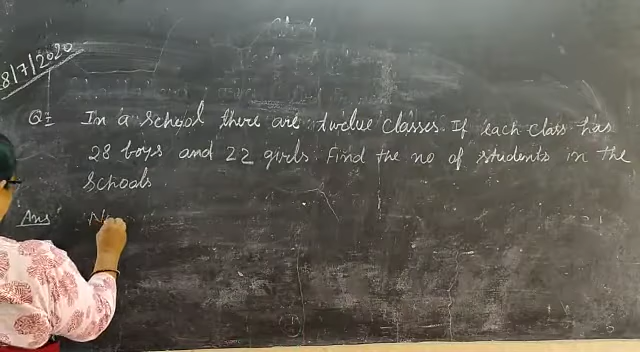 8/7/2020
Q1 In a school there are twelve classes. If each class has
28 boys and 22 girls. Find the no of students in the
schools.
Ans N